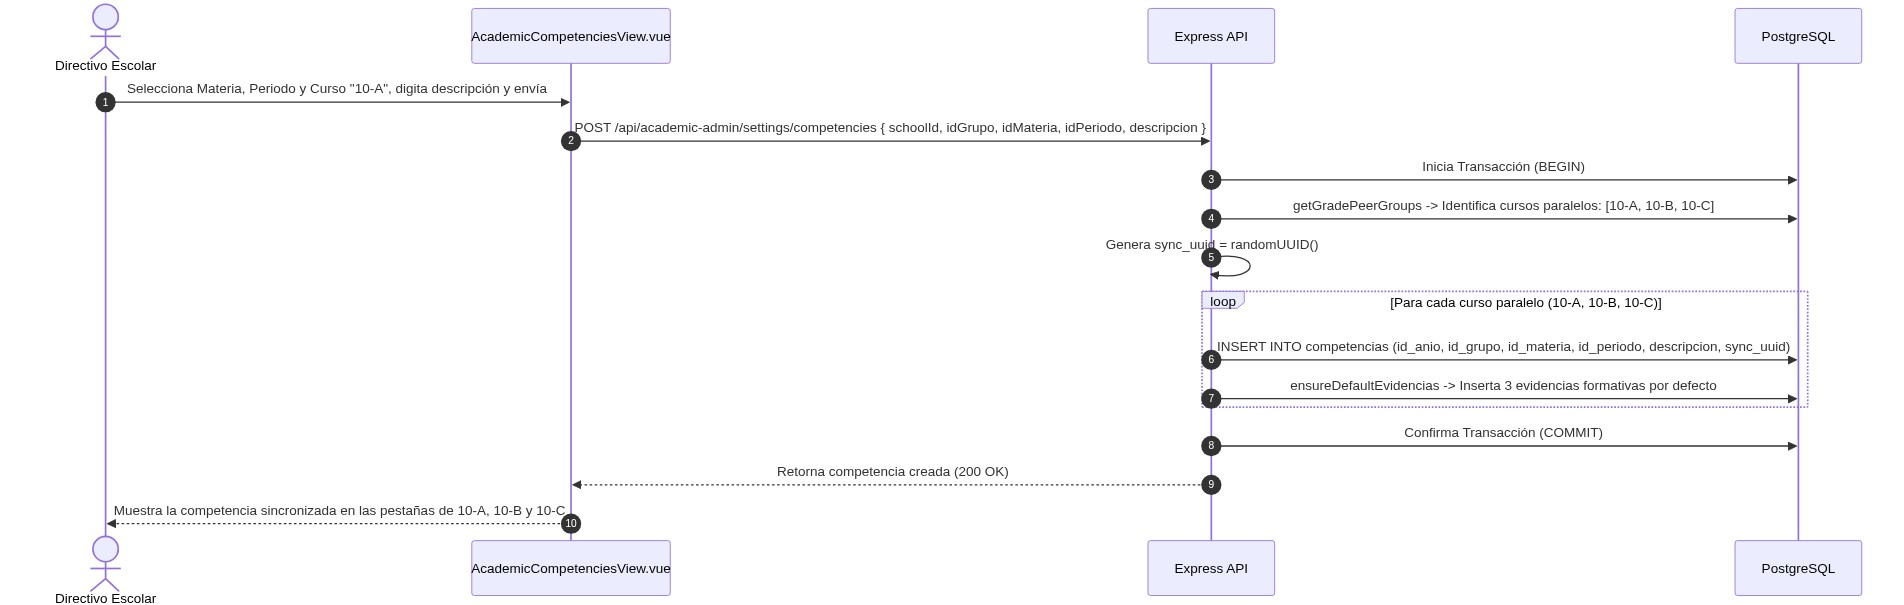 Directivo Escolar
AcademicCompetenciesView.vue
Express API
PostgreSQL
Selecciona Materia, Periodo y Curso "10-A", digita descripción y envía
1
POST /api/academic-admin/settings/competencies { schoolId, idGrupo, idMateria, idPeriodo, descripcion }
2
Inicia Transacción (BEGIN)
3
getGradePeerGroups -> Identifica cursos paralelos: [10-A, 10-B, 10-C]
4
Genera sync_uuid = randomUUID()
5
loop
[Para cada curso paralelo (10-A, 10-B, 10-C)]
INSERT INTO competencias (id_anio, id_grupo, id_materia, id_periodo, descripcion, sync_uuid)
6
ensureDefaultEvidencias -> Inserta 3 evidencias formativas por defecto
7
Confirma Transacción (COMMIT)
8
Retorna competencia creada (200 OK)
9
Muestra la competencia sincronizada en las pestañas de 10-A, 10-B y 10-C
10
Directivo Escolar
AcademicCompetenciesView.vue
Express API
PostgreSQL